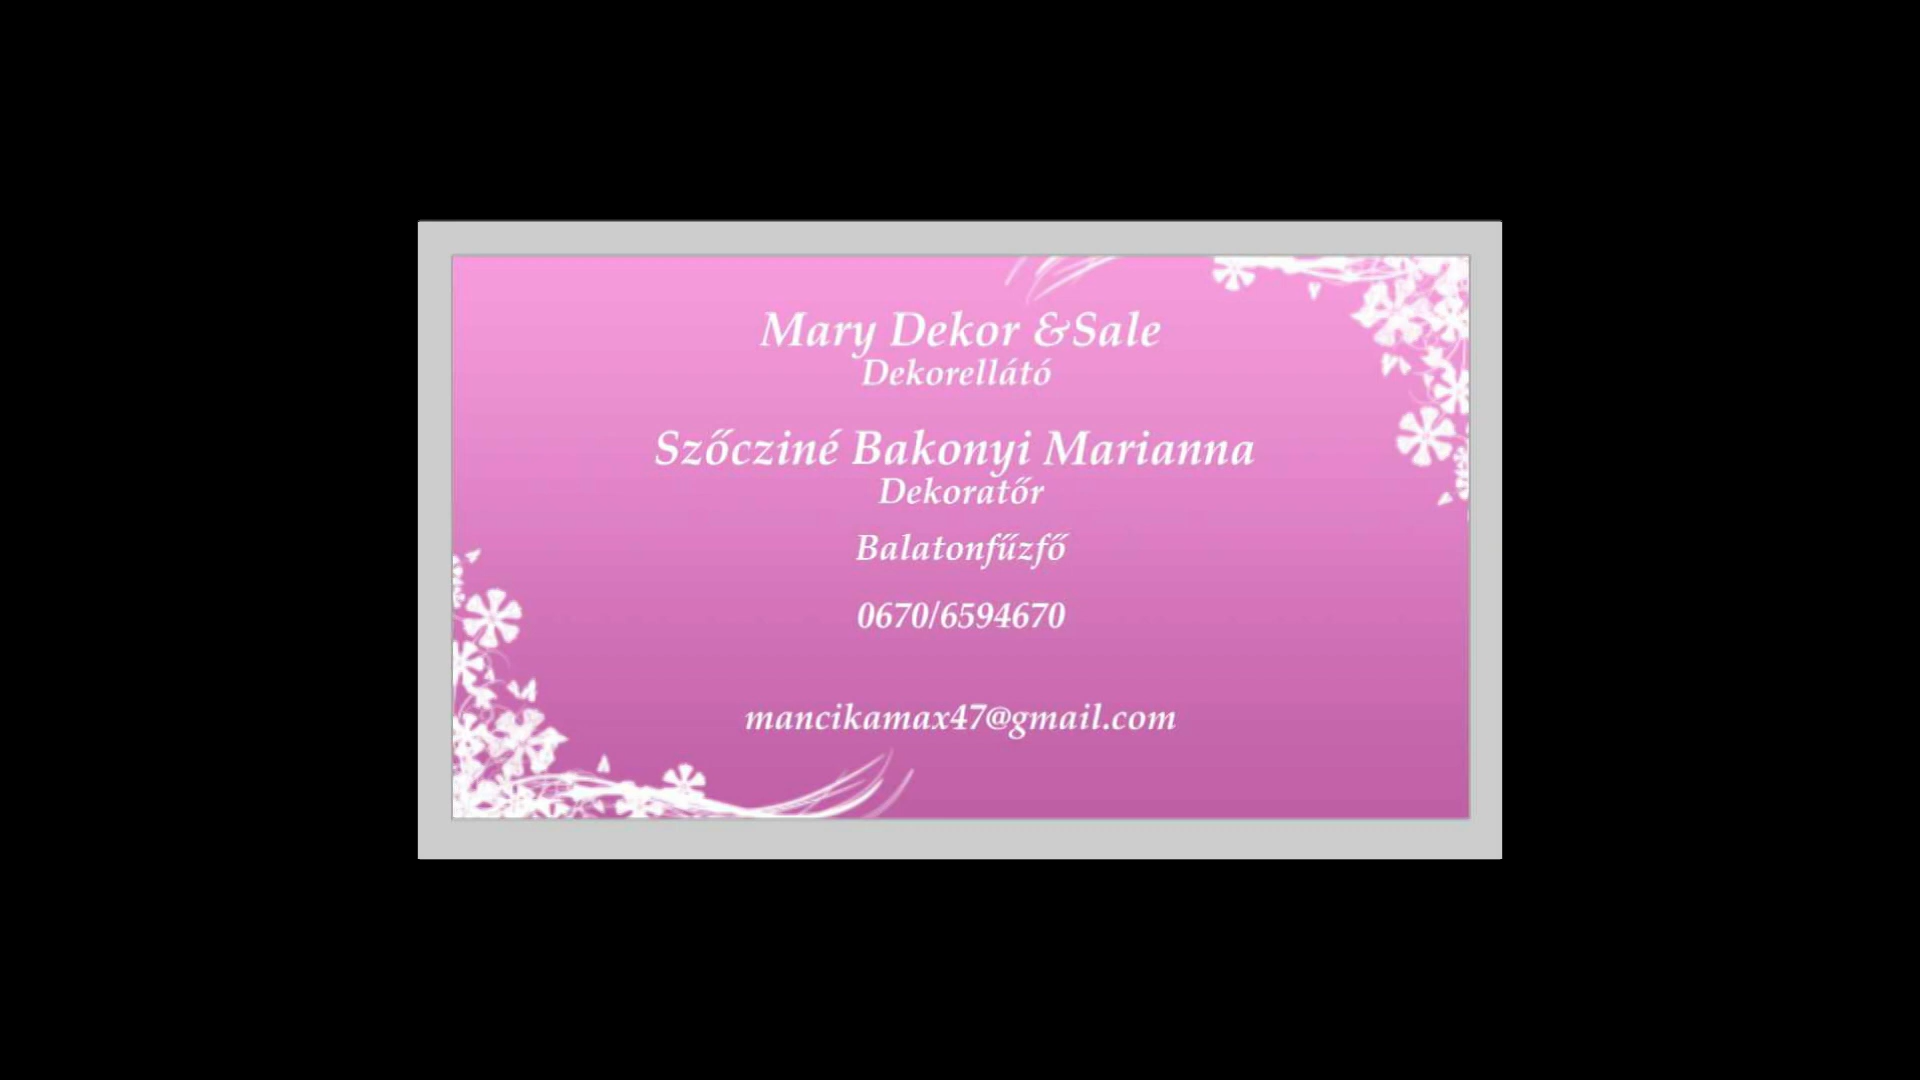 Mary Dekor &Sale
Dekorellátó
Szőcziné Bakonyi Marianna
Dekoratőr
Balatonfűzfő
0670/6594670
mancikamax47@gmail.com